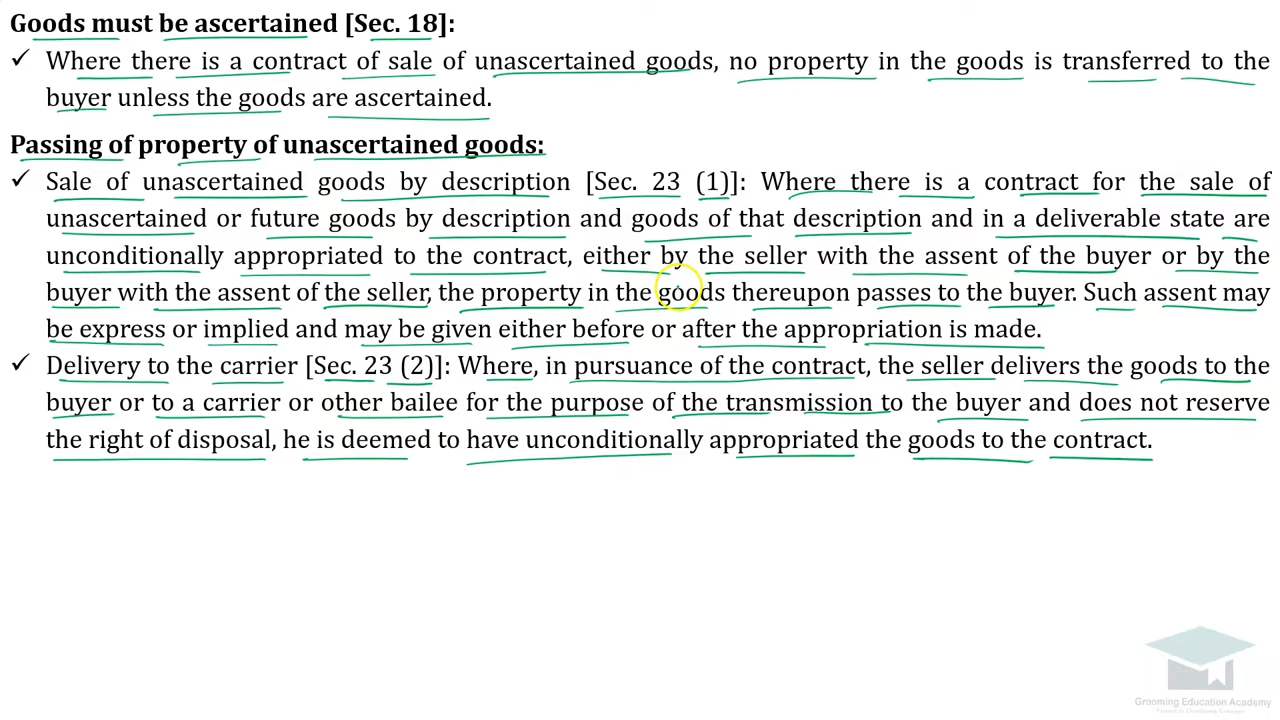 Goods must be ascertained [Sec. 18]:
✓ Where there is a contract of sale of unascertained goods, no property in the goods is transferred to the
buyer unless the goods are ascertained.
Passing of property of unascertained goods:
✓ Sale of unascertained goods by description [Sec. 23 (1)]: Where there is a contract for the sale of
unascertained or future goods by description and goods of that description and in a deliverable state are
unconditionally appropriated to the contract, either by the seller with the assent of the buyer or by the
buyer with the assent of the seller, the property in the goods thereupon passes to the buyer. Such assent may
be express or implied and may be given either before or after the appropriation is made.
✓ Delivery to the carrier [Sec. 23 (2)]: Where, in pursuance of the contract, the seller delivers the goods to the
buyer or to a carrier or other bailee for the purpose of the transmission to the buyer and does not reserve
the right of disposal, he is deemed to have unconditionally appropriated the goods to the contract.
Grooming Education Academy